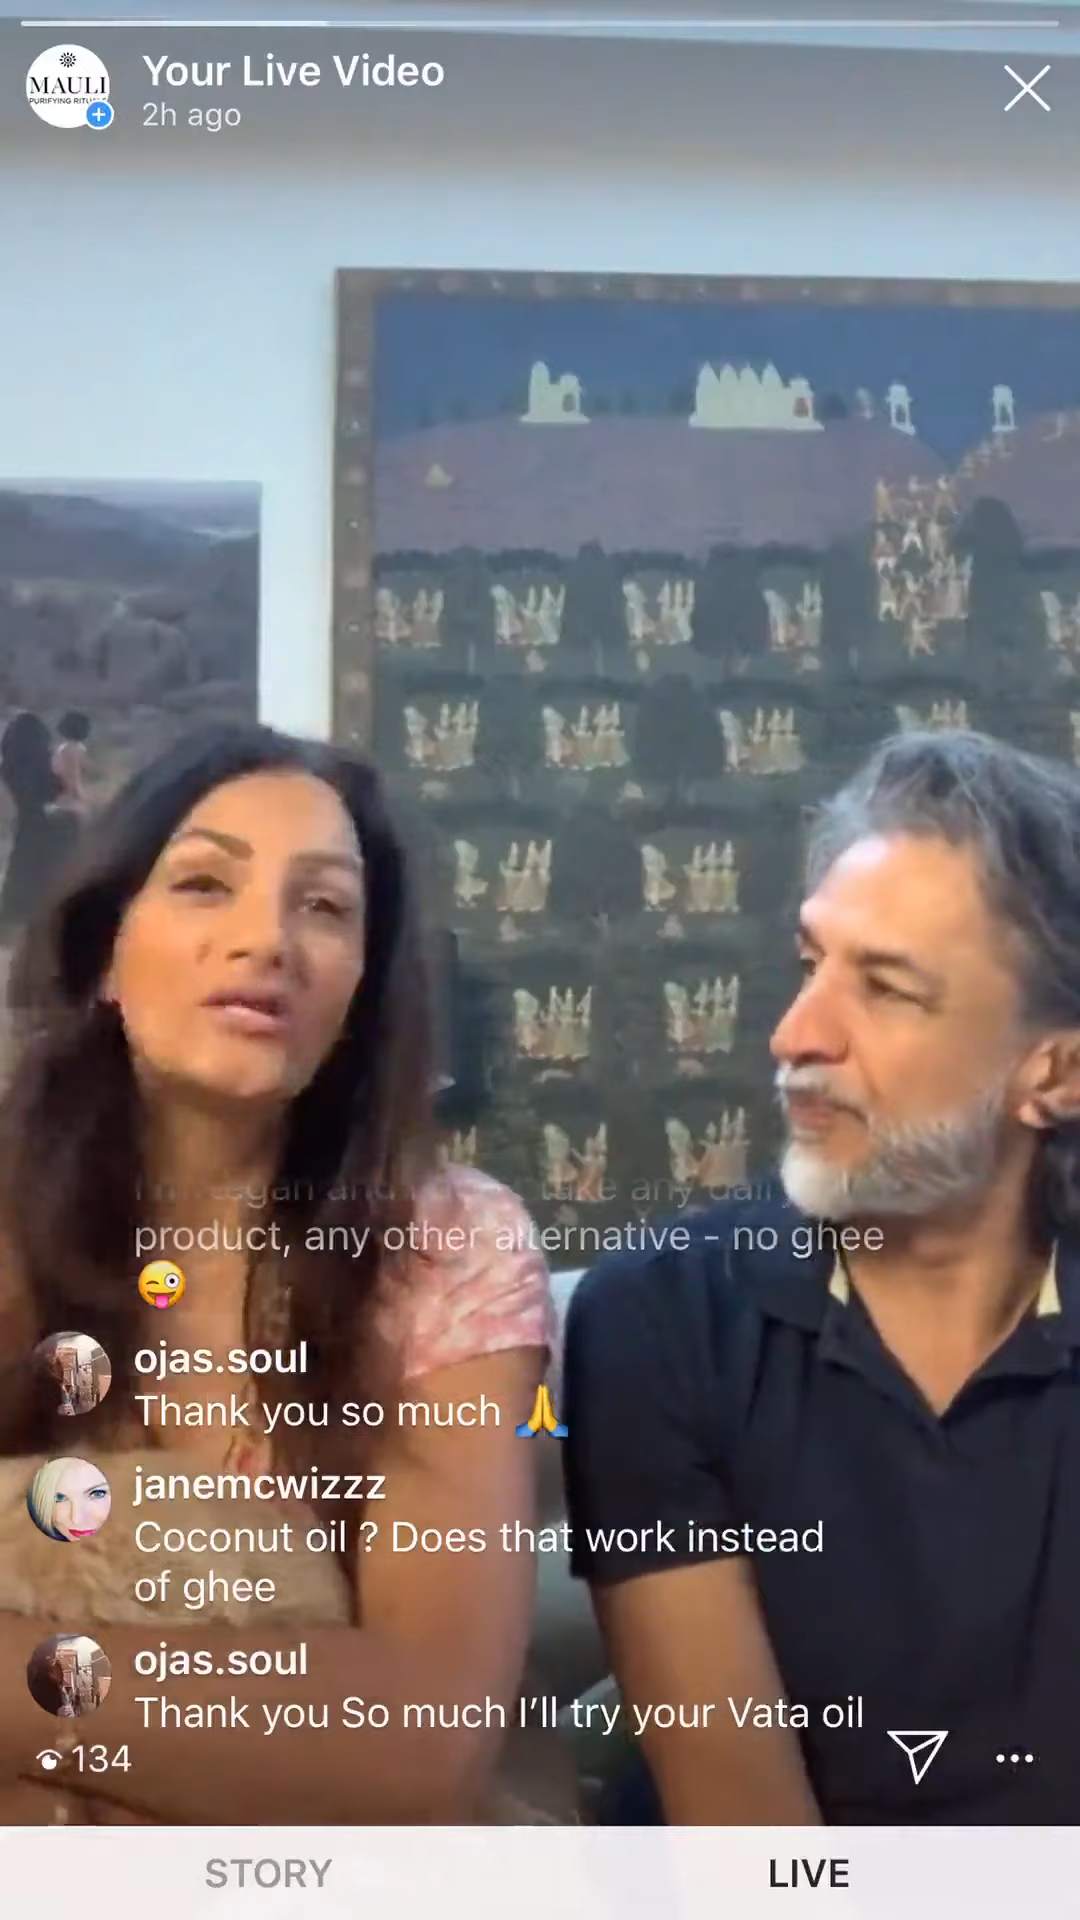 MAULI
PURIFYING RITUALS
Your Live Video
2h ago
product, any other alternative - no ghee
😜
ojas.soul
Thank you so much 🙏
janemcwizzz
Coconut oil ? Does that work instead
of ghee
ojas.soul
Thank you So much I'll try your Vata oil
134
STORY
LIVE